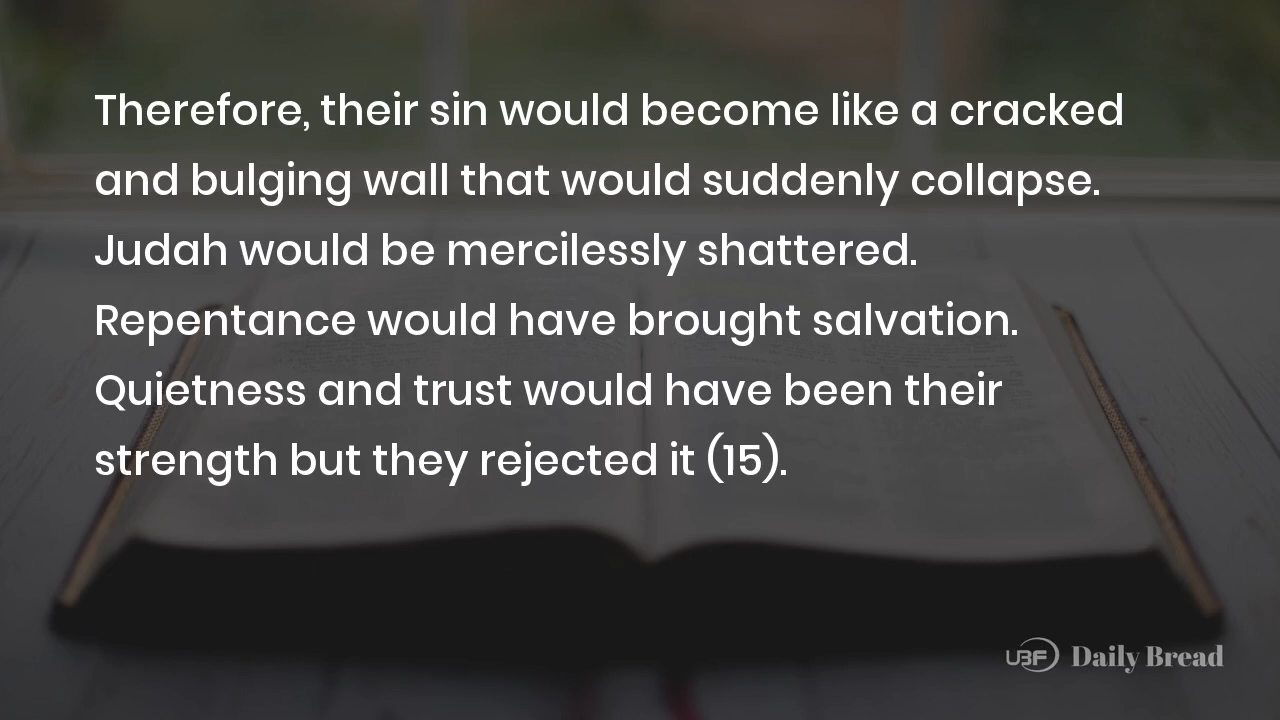 Therefore, their sin would become like a cracked
and bulging wall that would suddenly collapse.
Judah would be mercilessly shattered.
Repentance would have brought salvation.
Quietness and trust would have been their
strength but they rejected it (15).
UBF Daily Bread